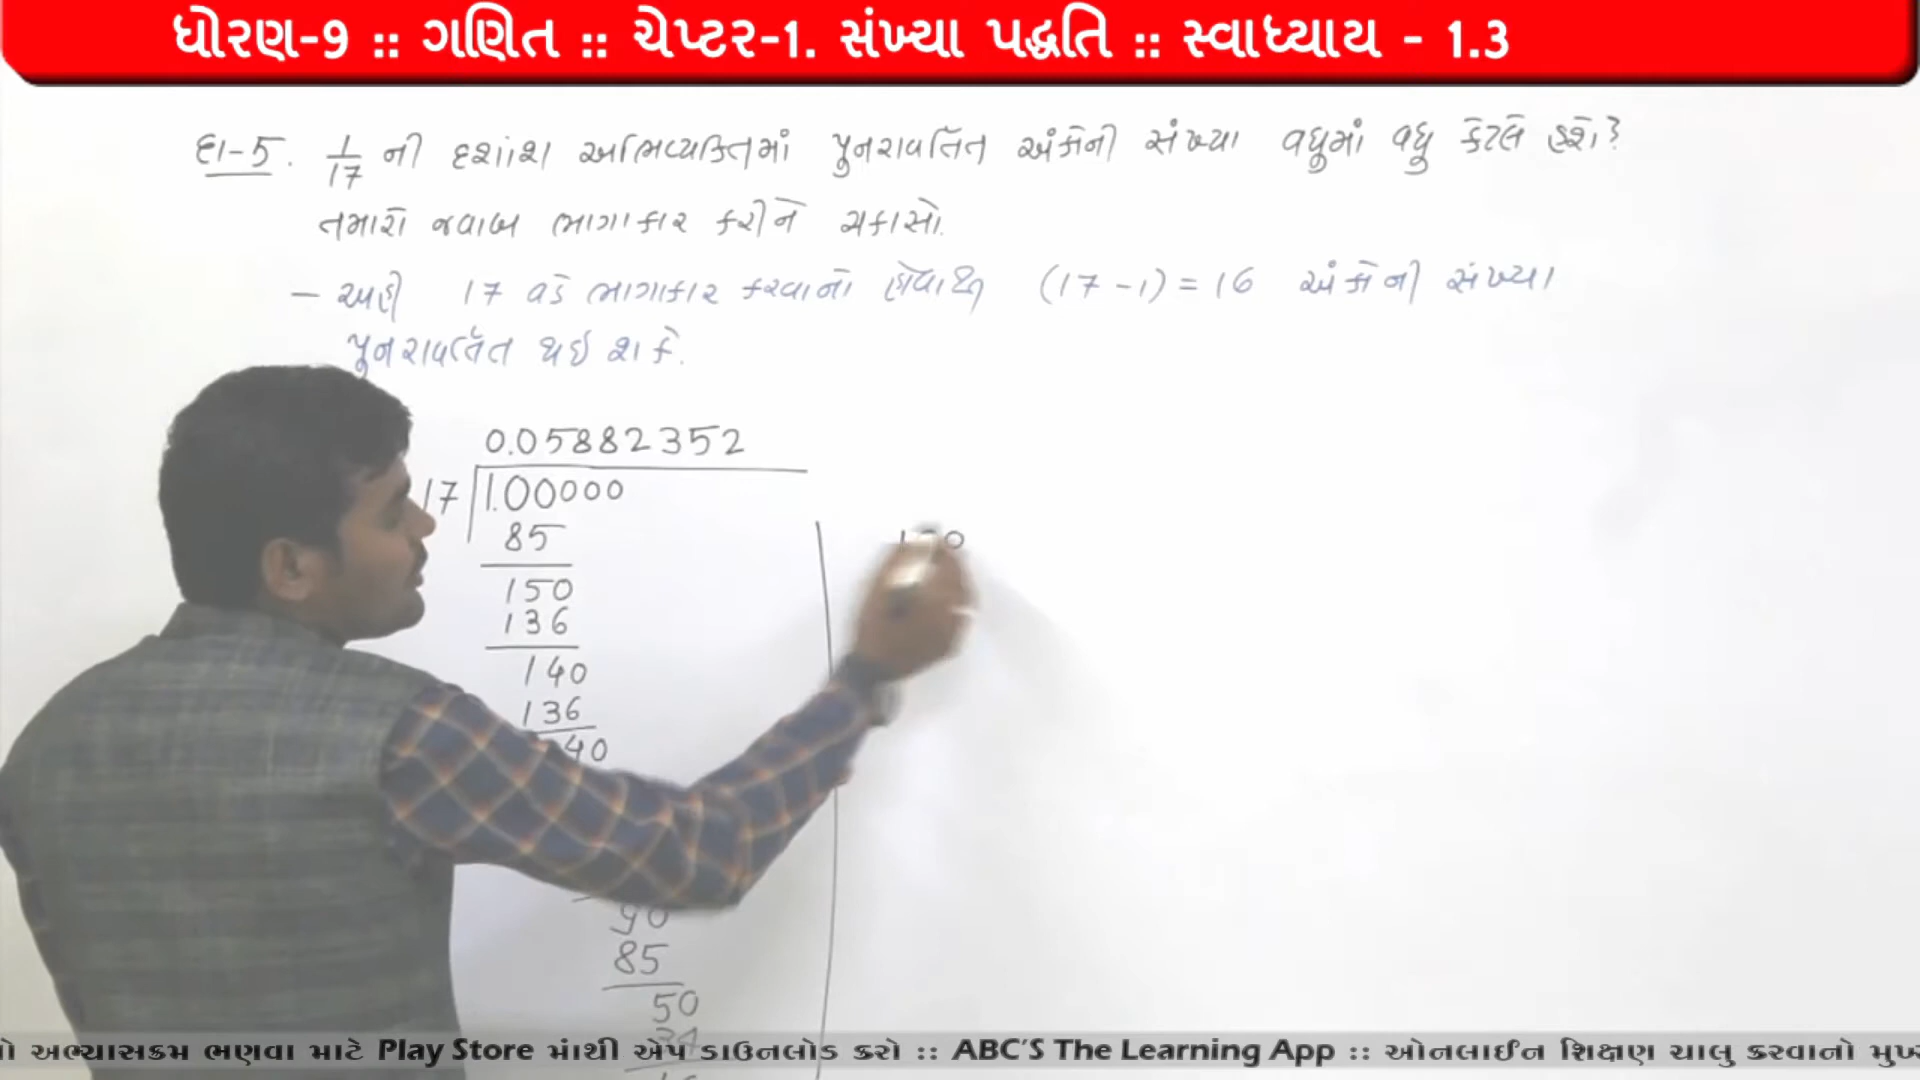 ધોરણ-9 :: ગણિત :: ચેપ્ટર-1. સંખ્યા પદ્ધતિ :: સ્વાધ્યાય - 1.3
દા-5. 1/17 ની દશાંશ અભિવ્યક્તિમાં પુનરાવર્તિત અંકોની સંખ્યા વધુમાં વધુ કેટલી હશે?
તમારો જવાબ ભાગાકાર કરીને ચકાસો.
- અહીં 17 વડે ભાગાકાર કરવાનો હોવાથી (17-1) = 16 અંકોની સંખ્યા
પુનરાવર્તિત થઈ શકે.
0.05882352
17 1.00000
85
150
136
140
136
40
90
85
50
34
ો અભ્યાસક્રમ ભણવા માટે Play Store માંથી એપ ડાઉનલોડ કરો :: ABC'S The Learning App :: ઓનલાઈન શિક્ષણ ચાલુ કરવાનો મુખ્